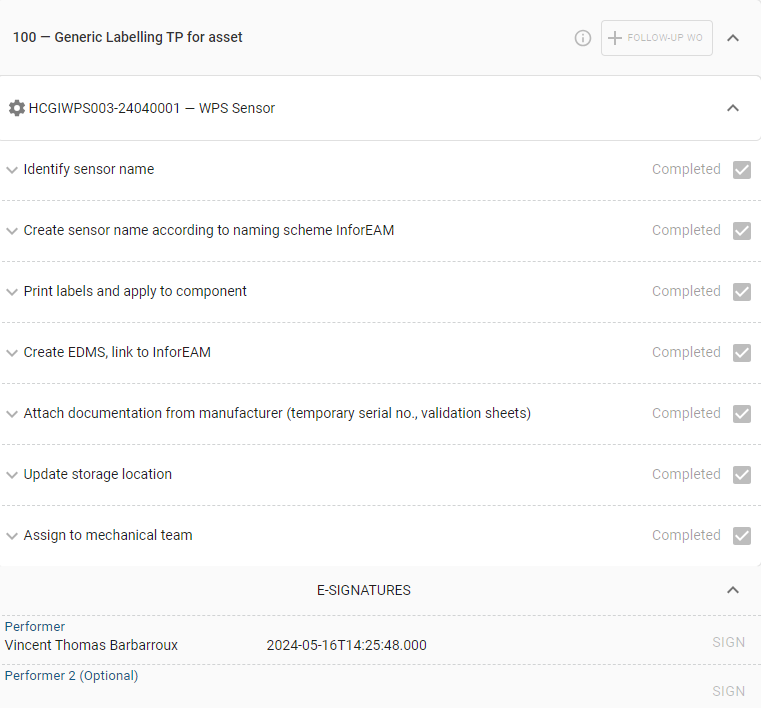 100 — Generic Labelling TP for asset
FOLLOW-UP WO
HCGIWPS003-24040001 — WPS Sensor
Identify sensor name Completed
Create sensor name according to naming scheme InforEAM Completed
Print labels and apply to component Completed
Create EDMS, link to InforEAM Completed
Attach documentation from manufacturer (temporary serial no., validation sheets) Completed
Update storage location Completed
Assign to mechanical team Completed
E-SIGNATURES
Performer
Vincent Thomas Barbarroux 2024-05-16T14:25:48.000 SIGN
Performer 2 (Optional)
SIGN